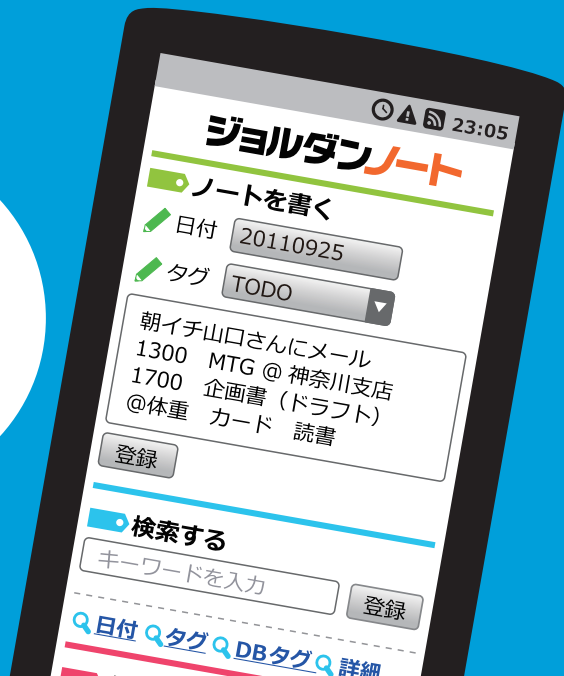 23:05
ジョルダンノート
ノートを書く
日付 20110925
タグ TODO
朝イチ山口さんにメール
1300 MTG @ 神奈川支店
1700 企画書（ドラフト）
@体重 カード 読書
登録
検索する
キーワードを入力 登録
日付 タグ DBタグ 詳細